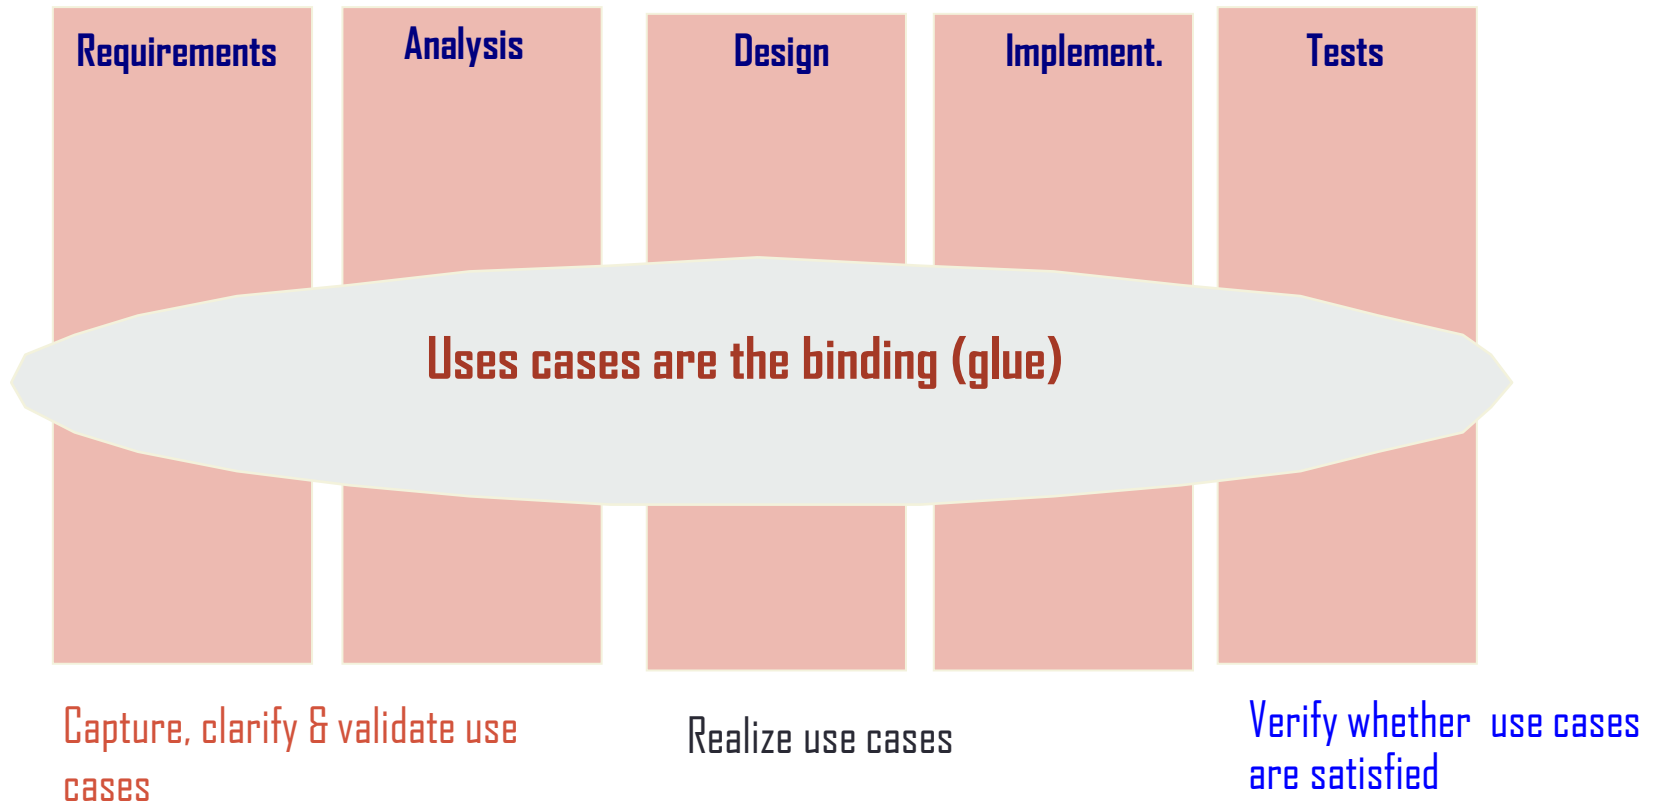 Requirements
Analysis
Design
Implement.
Tests
Uses cases are the binding (glue)
Capture, clarify & validate use
cases
Realize use cases
Verify whether use cases
are satisfied